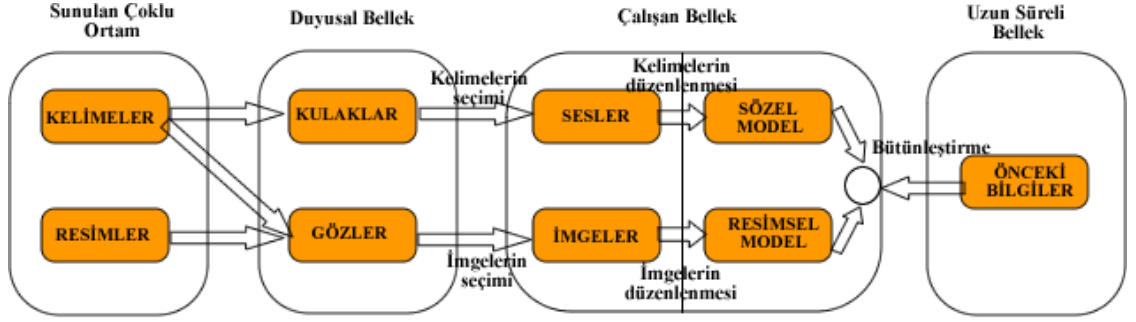 Sunulan Çoklu
Ortam
Duyusal Bellek
Çalışan Bellek
Uzun Süreli
Bellek
KELİMELER
KULAKLAR
Kelimelerin
seçimi
SESLER
Kelimelerin
düzenlenmesi
SÖZEL
MODEL
Bütünleştirme
ÖNCEKİ
BİLGİLER
RESİMLER
GÖZLER
İmgelerin
seçimi
İMGELER
İmgelerin
düzenlenmesi
RESİMSEL
MODEL